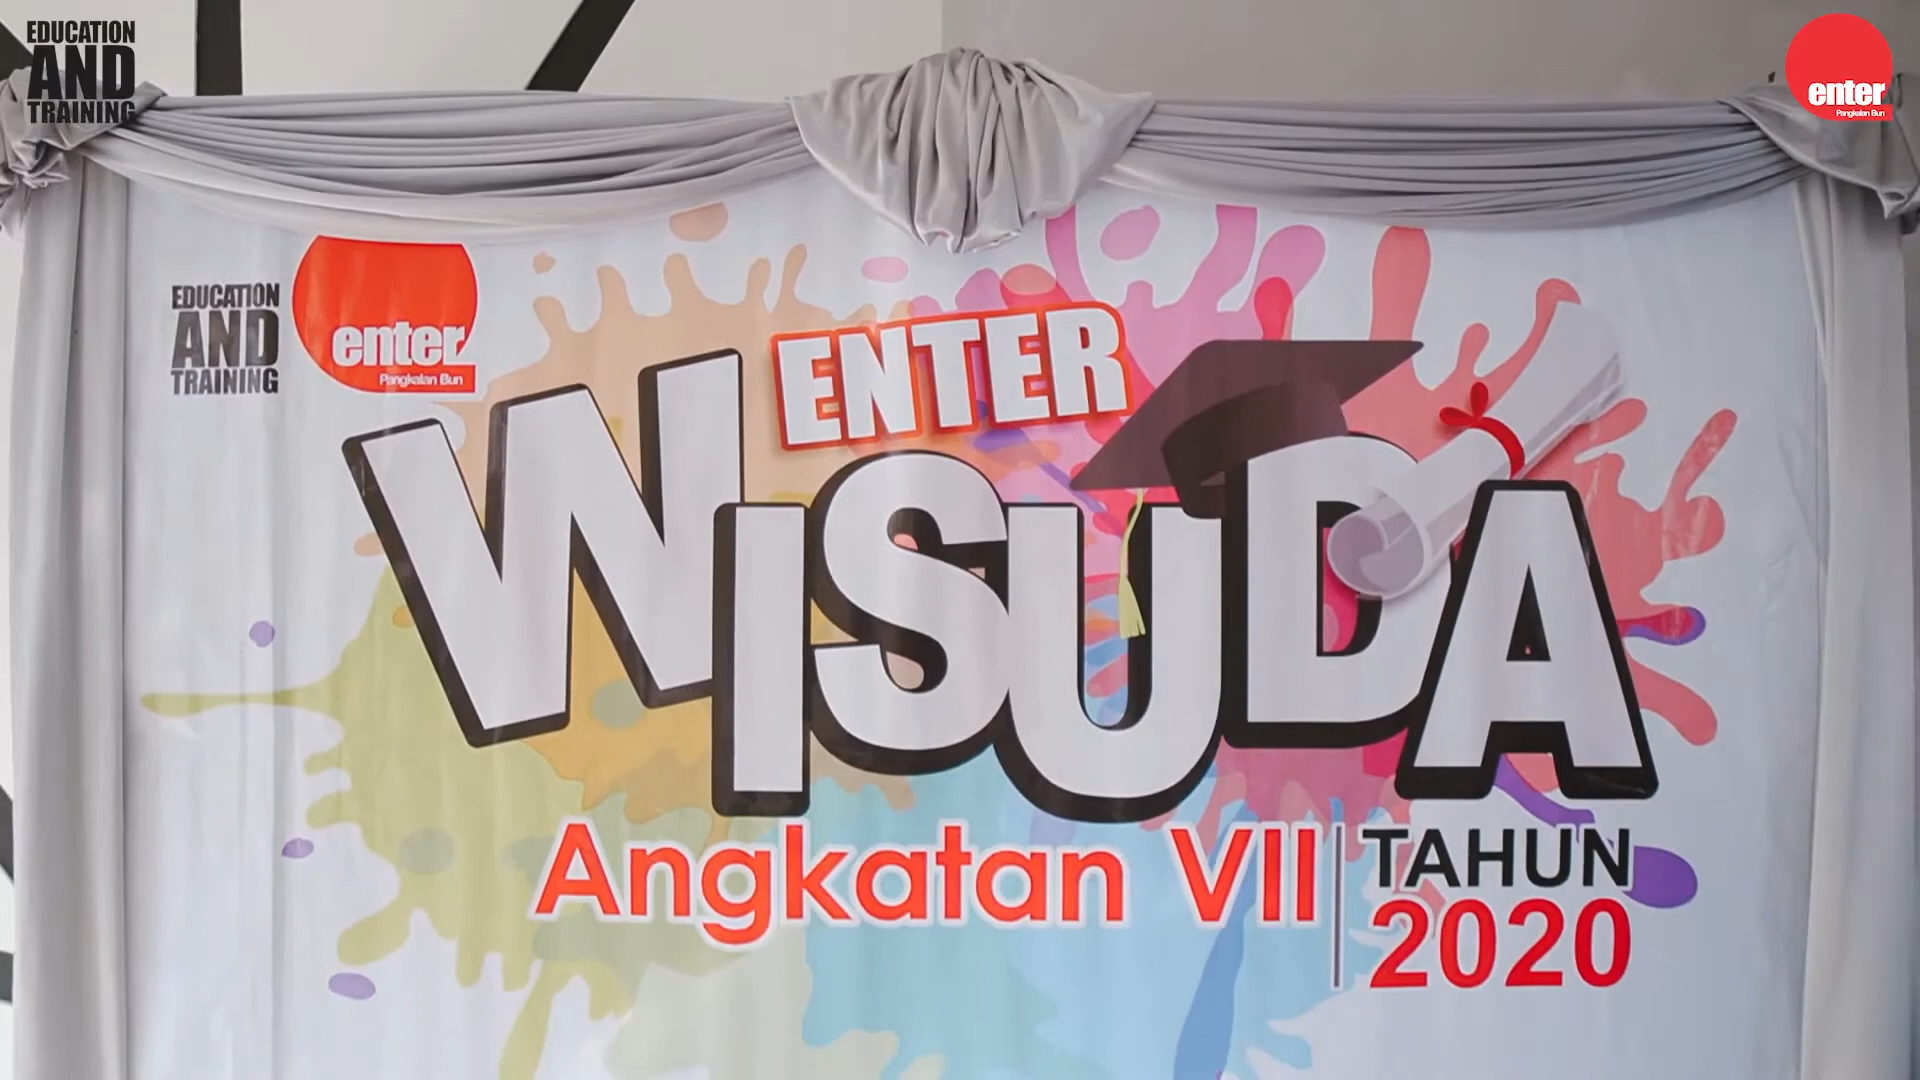 EDUCATION
AND
TRAINING
enter
Pangkalan Bun
EDUCATION
AND
TRAINING
enter
Pangkalan Bun
ENTER
WISUDA
Angkatan VII
TAHUN
2020